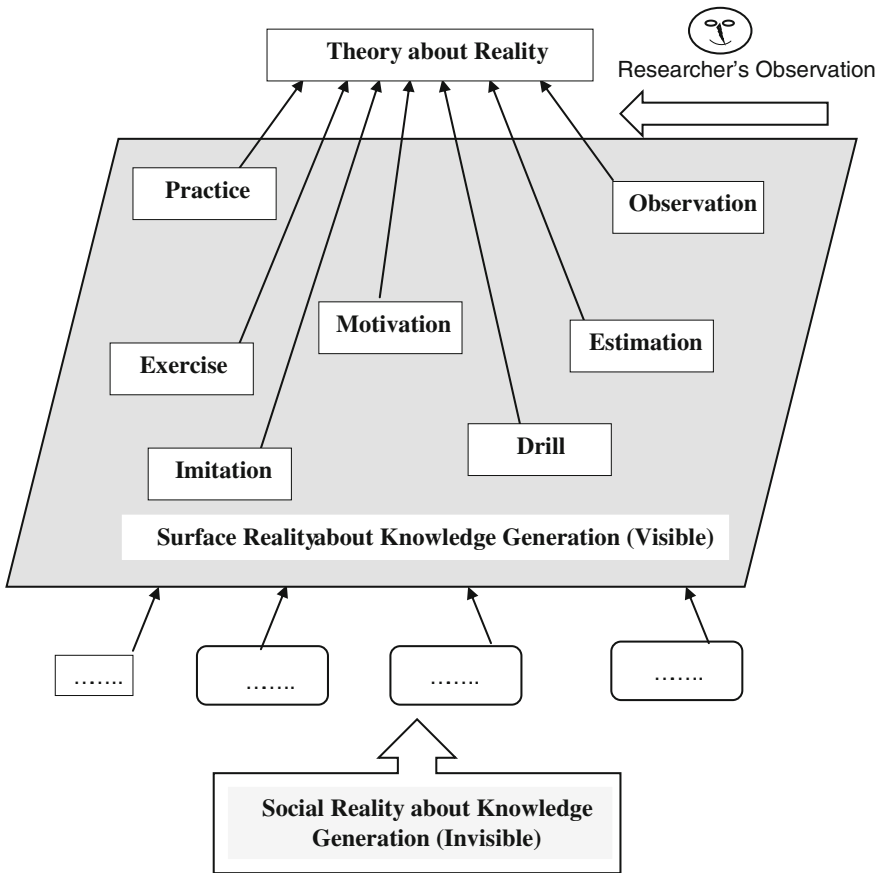 Theory about Reality
Researcher's Observation
Practice
Observation
Motivation
Estimation
Exercise
Drill
Imitation
Surface Realityabout Knowledge Generation (Visible)
…….
…….
…….
…….
Social Reality about Knowledge
Generation (Invisible)